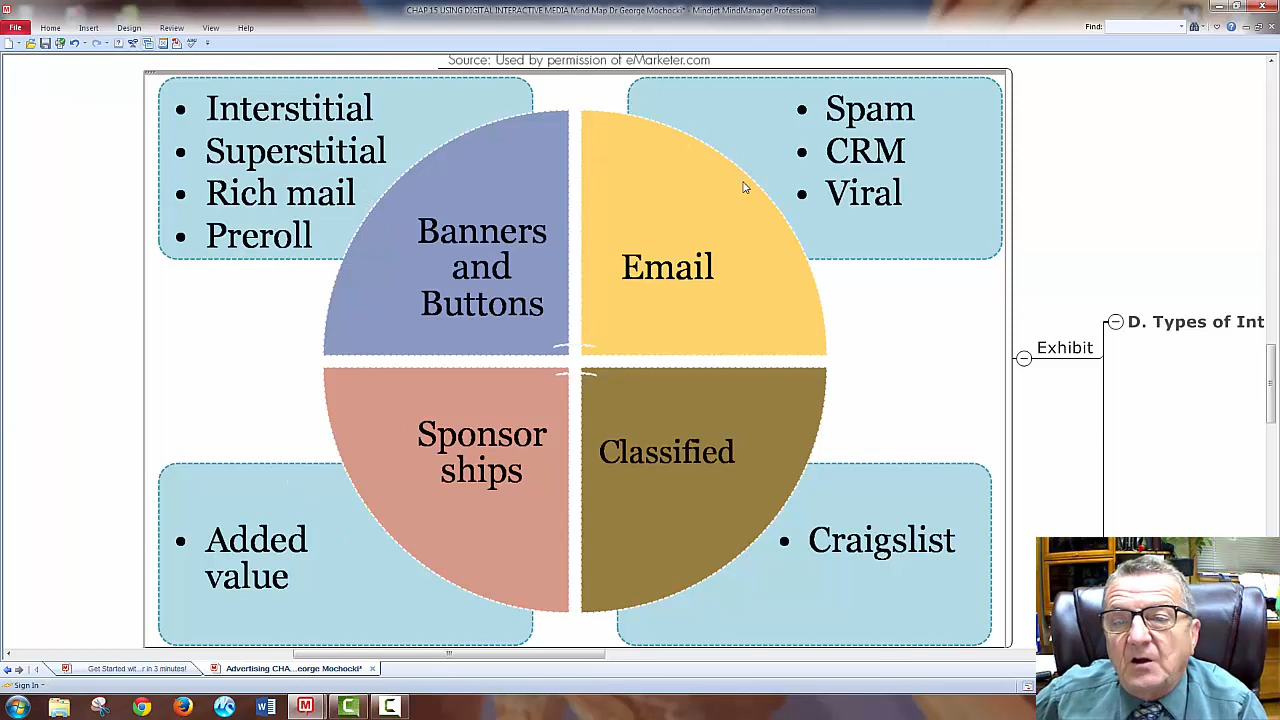 CHAP 15 USING DIGITAL INTERACTIVE MEDIA Mind Map Dr George Mochocki* - Mindjet MindManager Professional
File Home Insert Design Review View Help
Find:
Source: Used by permission of eMarketer.com
• Interstitial
• Superstitial
• Rich mail
• Preroll
• Spam
• CRM
• Viral
Banners
and
Buttons
Email
D. Types of Int
Exhibit
Sponsor
ships
Classified
• Added
value
• Craigslist
Get Started wit...r in 3 minutes!
Advertising CHA...eorge Mochocki*
Sign In